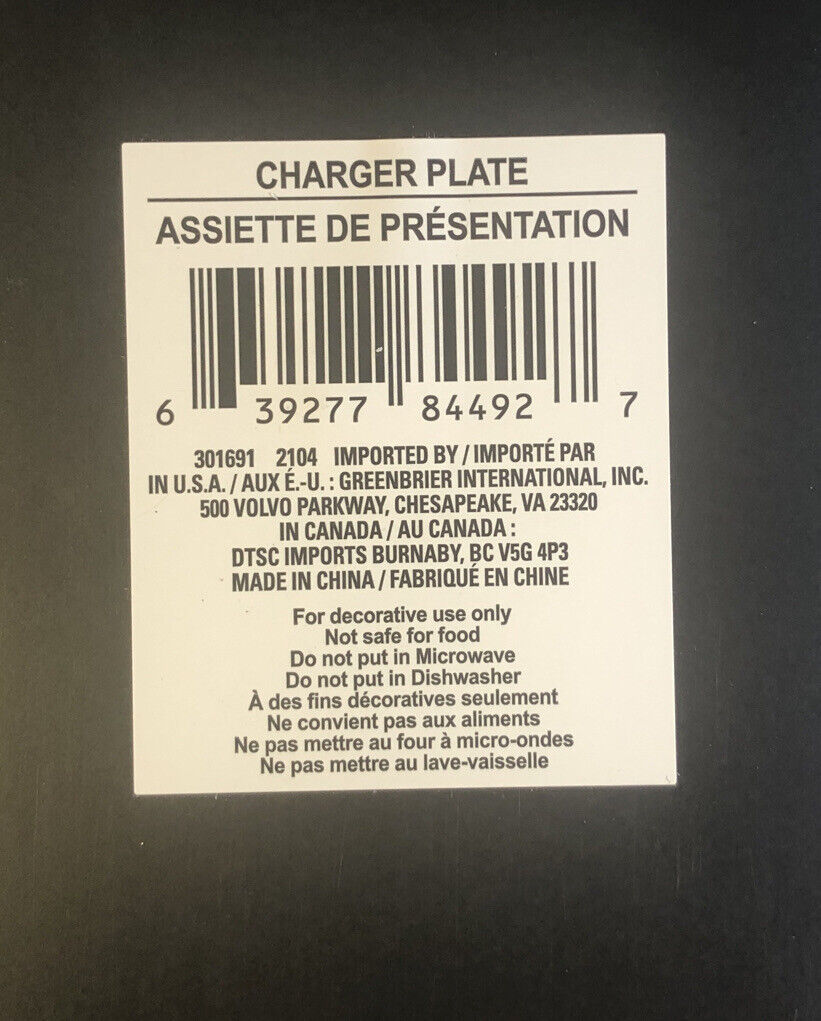 CHARGER PLATE
ASSIETTE DE PRÉSENTATION
6 39277 84492 7
301691 2104 IMPORTED BY / IMPORTÉ PAR
IN U.S.A. / AUX É.-U. : GREENBRIER INTERNATIONAL, INC.
500 VOLVO PARKWAY, CHESAPEAKE, VA 23320
IN CANADA / AU CANADA :
DTSC IMPORTS BURNABY, BC V5G 4P3
MADE IN CHINA / FABRIQUÉ EN CHINE
For decorative use only
Not safe for food
Do not put in Microwave
Do not put in Dishwasher
À des fins décoratives seulement
Ne convient pas aux aliments
Ne pas mettre au four à micro-ondes
Ne pas mettre au lave-vaisselle